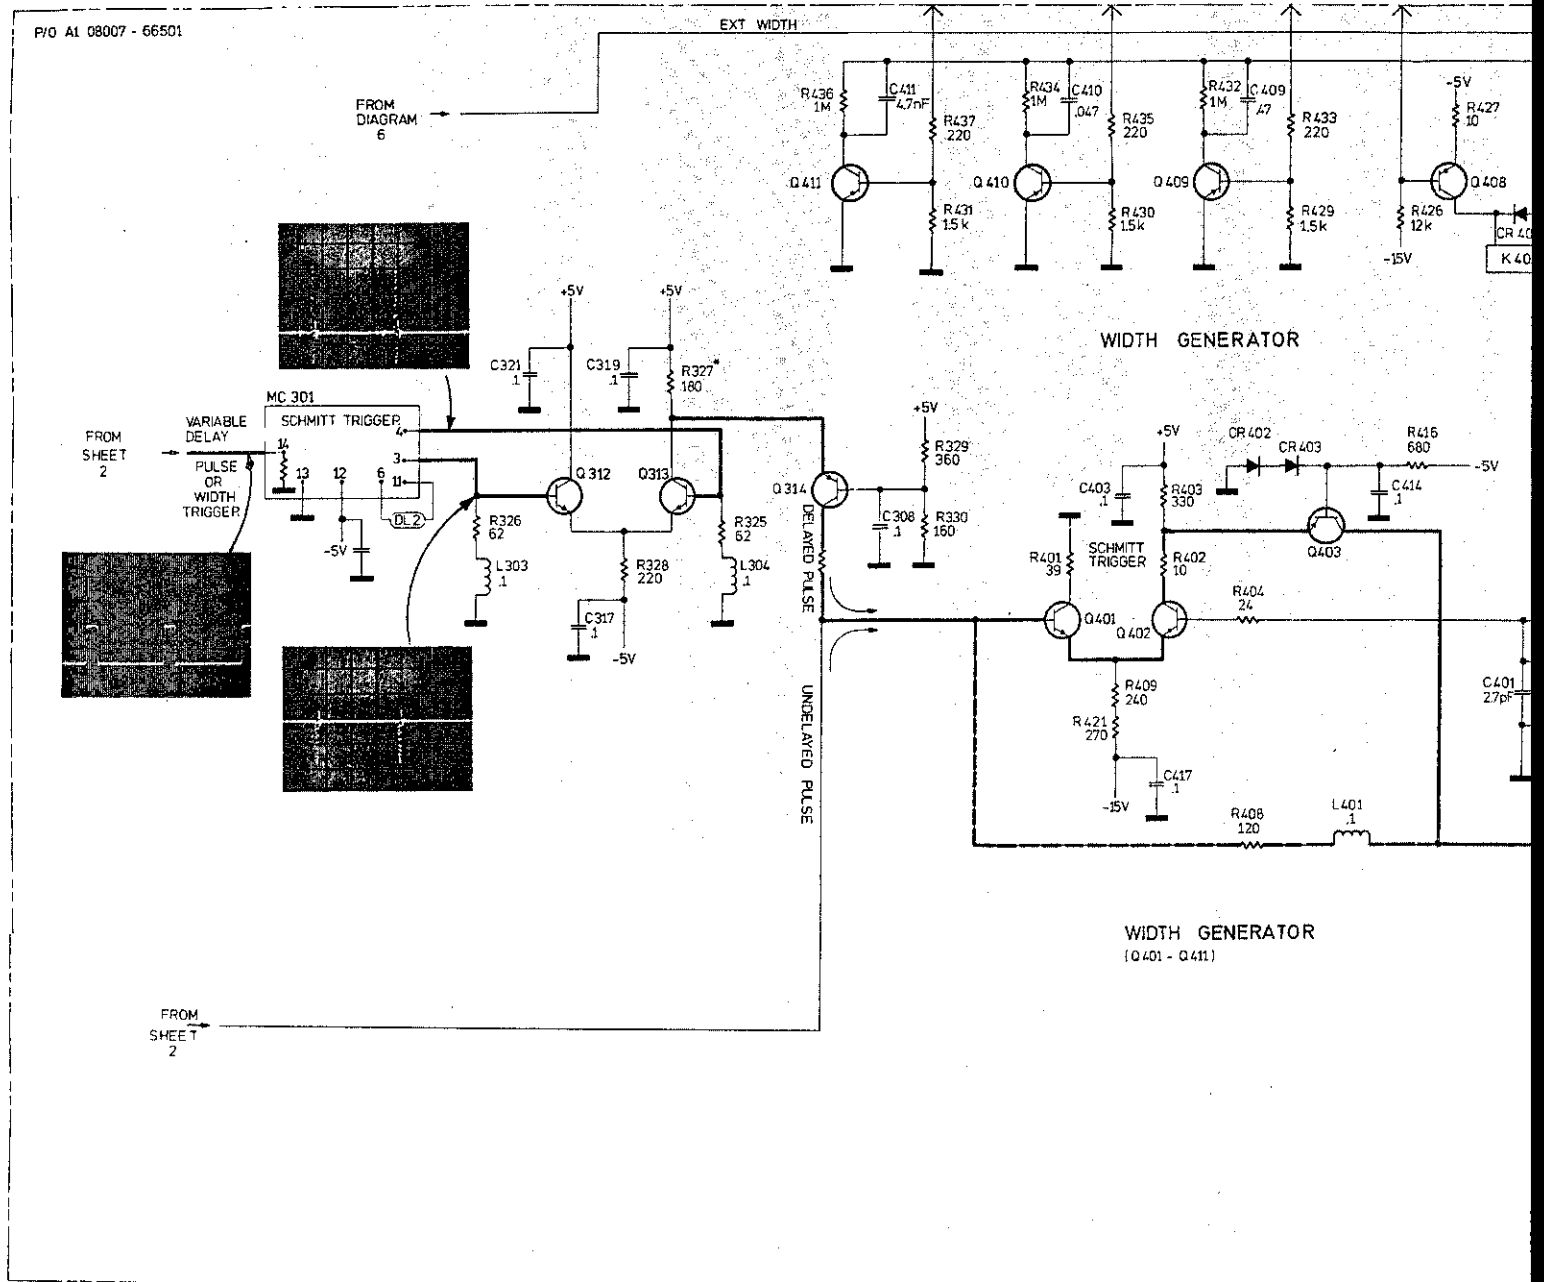 P/O A1 08007 - 66501
EXT WIDTH
FROM
DIAGRAM
6
R436
1M
C411
4.7nF
R437
220
R434
1M
C410
.047
R435
220
R432
1M
C409
.47
R433
220
-5V
R427
10
Q411
Q410
Q409
Q408
R431
1.5k
R430
1.5k
R429
1.5k
R426
12k
-15V
CR 40
K 40
WIDTH GENERATOR
+5V
+5V
C321
.1
C319
.1
R327*
180
MC 301
SCHMITT TRIGGER
4
3
14
13
12
6
11
DL2
-5V
FROM
SHEET
2
VARIABLE
DELAY
PULSE
OR
WIDTH
TRIGGER
Q312
Q313
R326
62
L303
.1
R328
220
C317
.1
-5V
R325
62
L304
.1
Q314
+5V
R329
360
C308
.1
R330
160
DELAYED PULSE
UNDELAYED PULSE
+5V
C403
.1
R403
330
CR402
CR403
R416
680
-5V
C414
.1
Q403
R401
39
SCHMITT
TRIGGER
R402
10
R404
24
Q401
Q402
R409
240
R421
270
-15V
C417
.1
C401
2.7pF
R408
120
L401
.1
WIDTH GENERATOR
(Q401 - Q411)
FROM
SHEET
2